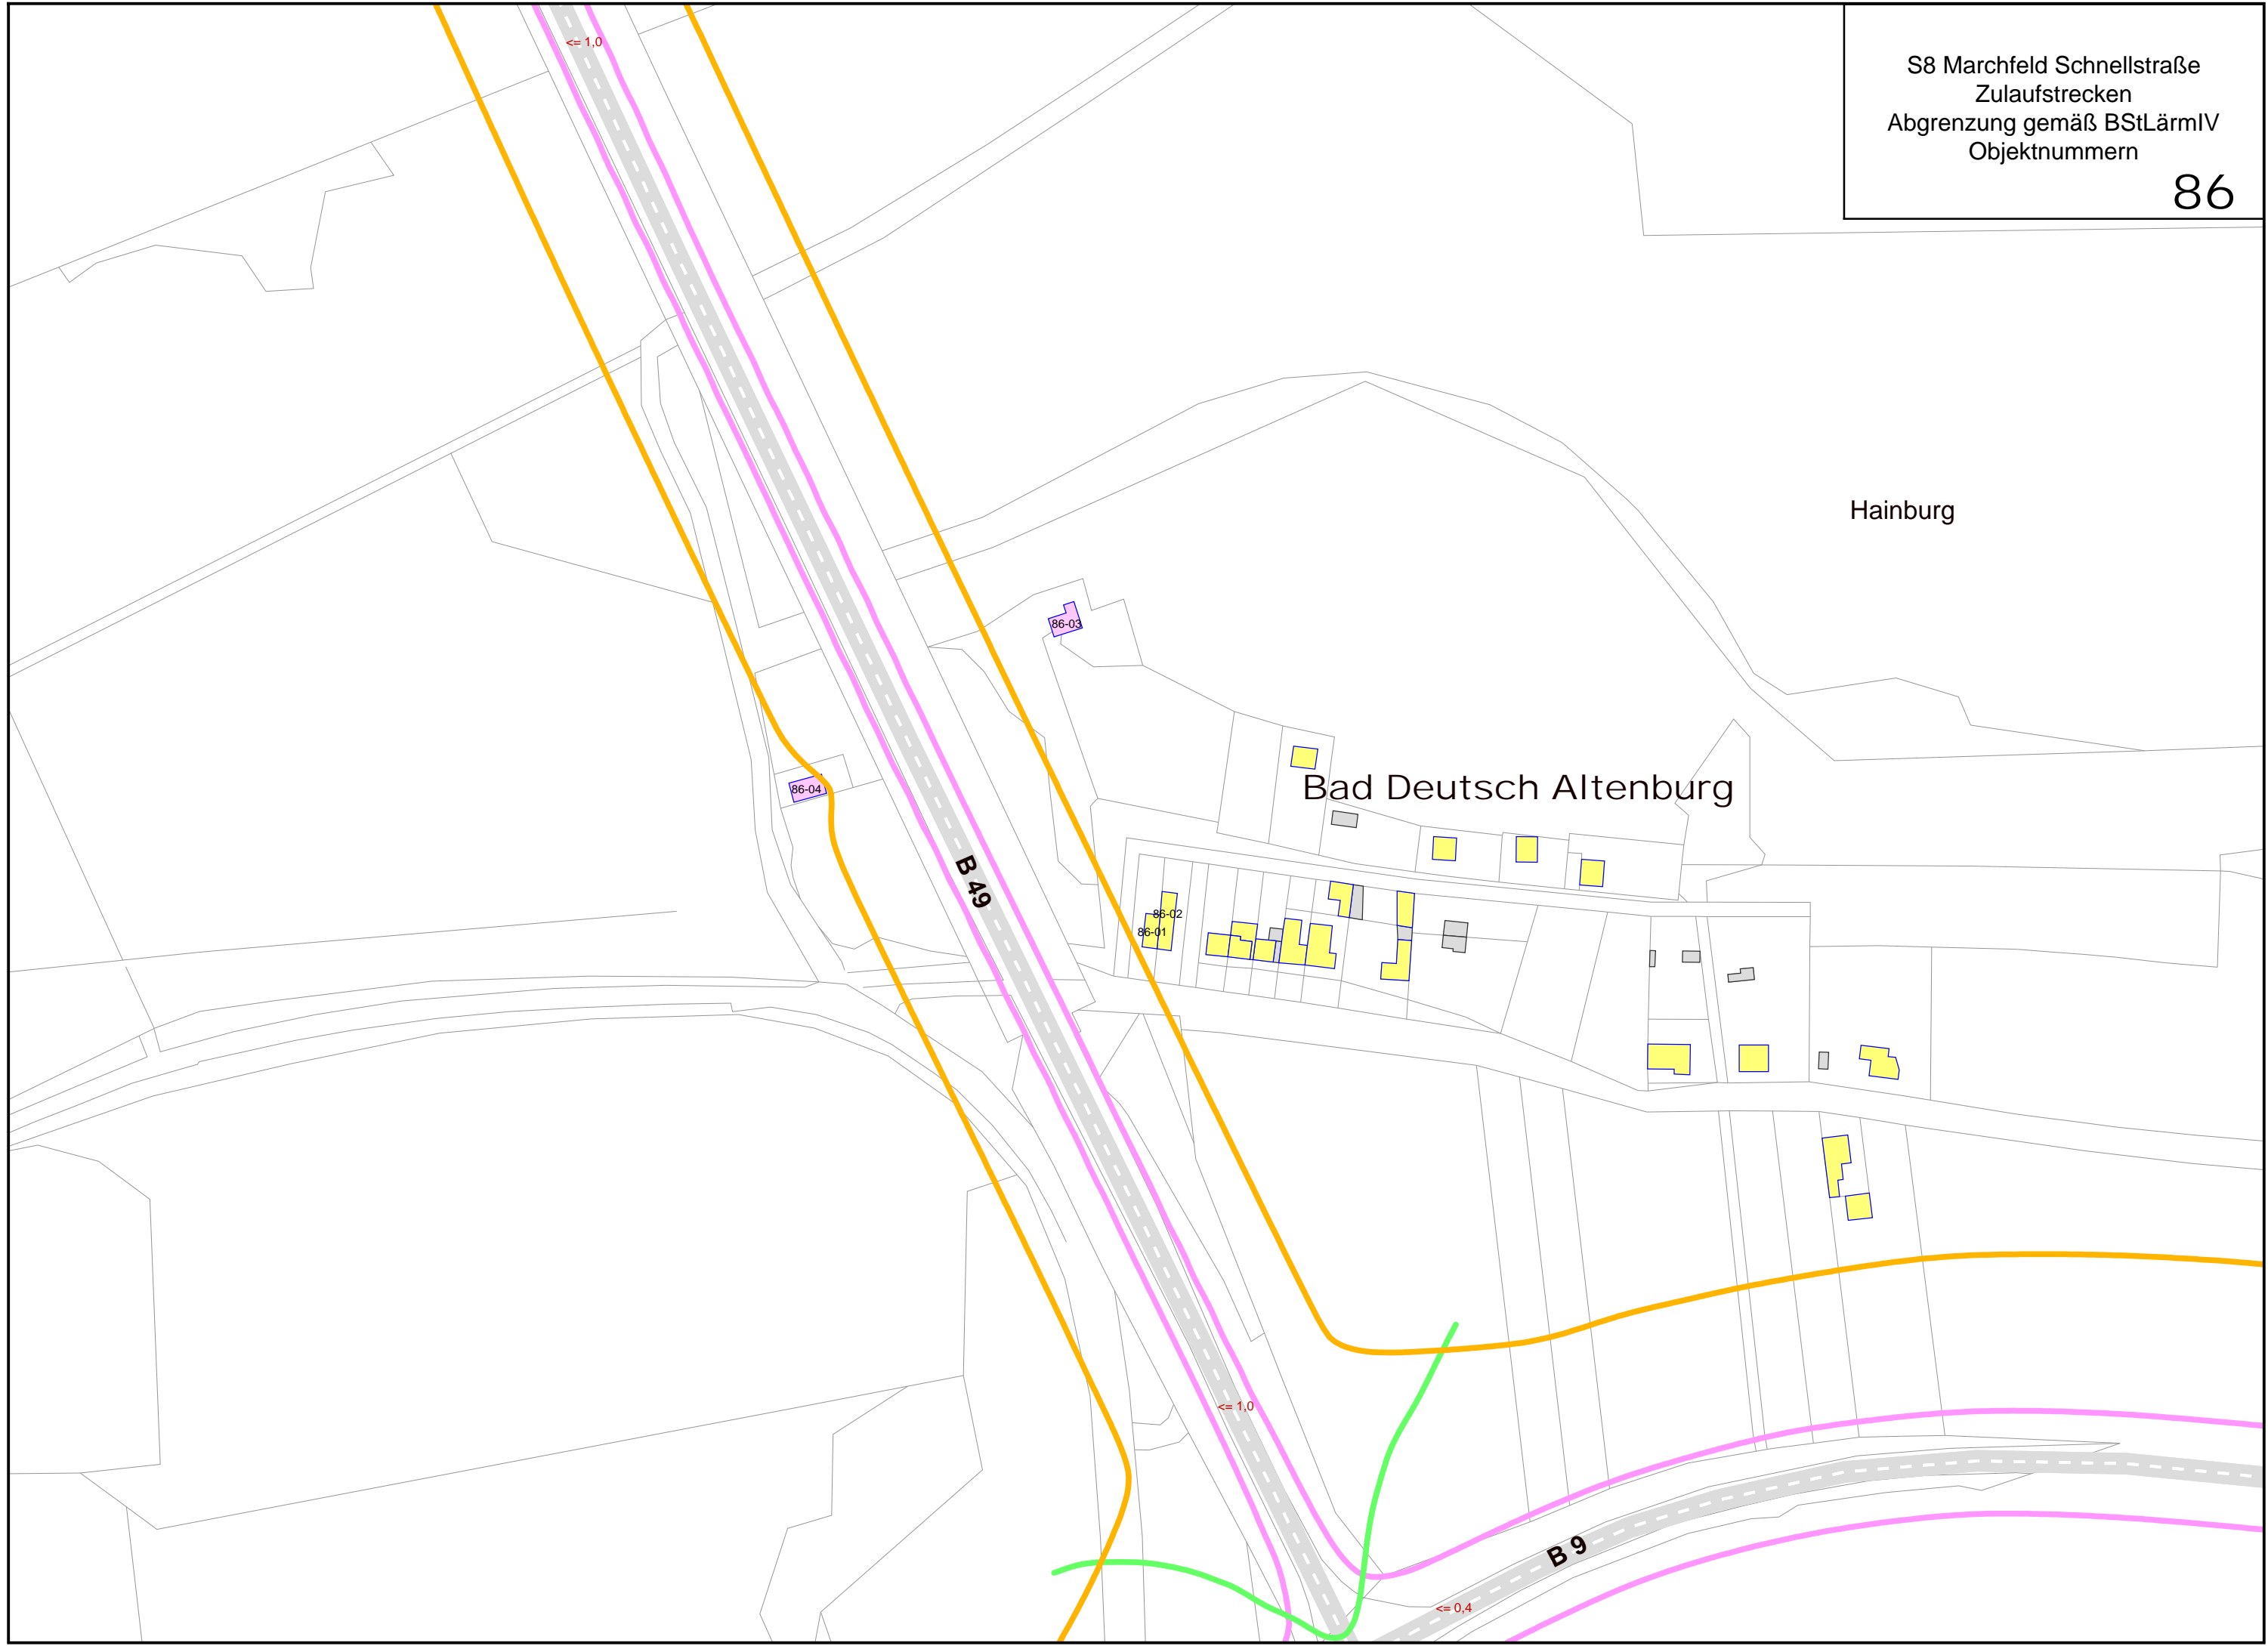 S8 Marchfeld Schnellstraße
Zulaufstrecken
Abgrenzung gemäß BStLärmIV
Objektnummern
86
<= 1,0
Hainburg
86-03
Bad Deutsch Altenburg
86-04
B 49
86-02
86-01
<= 1,0
B 9
<= 0,4